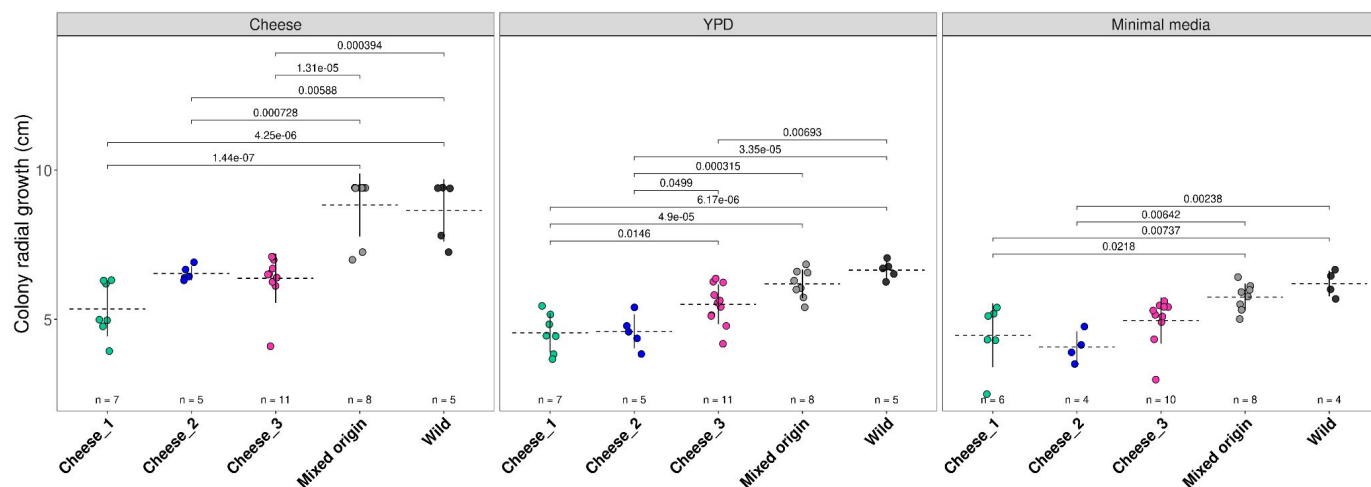 Cheese
YPD
Minimal media
Colony radial growth (cm)
10
5
0.000394
1.31e-05
0.00588
0.000728
4.25e-06
1.44e-07
n = 7
n = 5
n = 11
n = 8
n = 5
0.00693
3.35e-05
0.000315
0.0499
6.17e-06
4.9e-05
0.0146
n = 7
n = 5
n = 11
n = 8
n = 5
0.00238
0.00642
0.00737
0.0218
n = 6
n = 4
n = 10
n = 8
n = 4
Cheese_1
Cheese_2
Cheese_3
Mixed origin
Wild
Cheese_1
Cheese_2
Cheese_3
Mixed origin
Wild
Cheese_1
Cheese_2
Cheese_3
Mixed origin
Wild